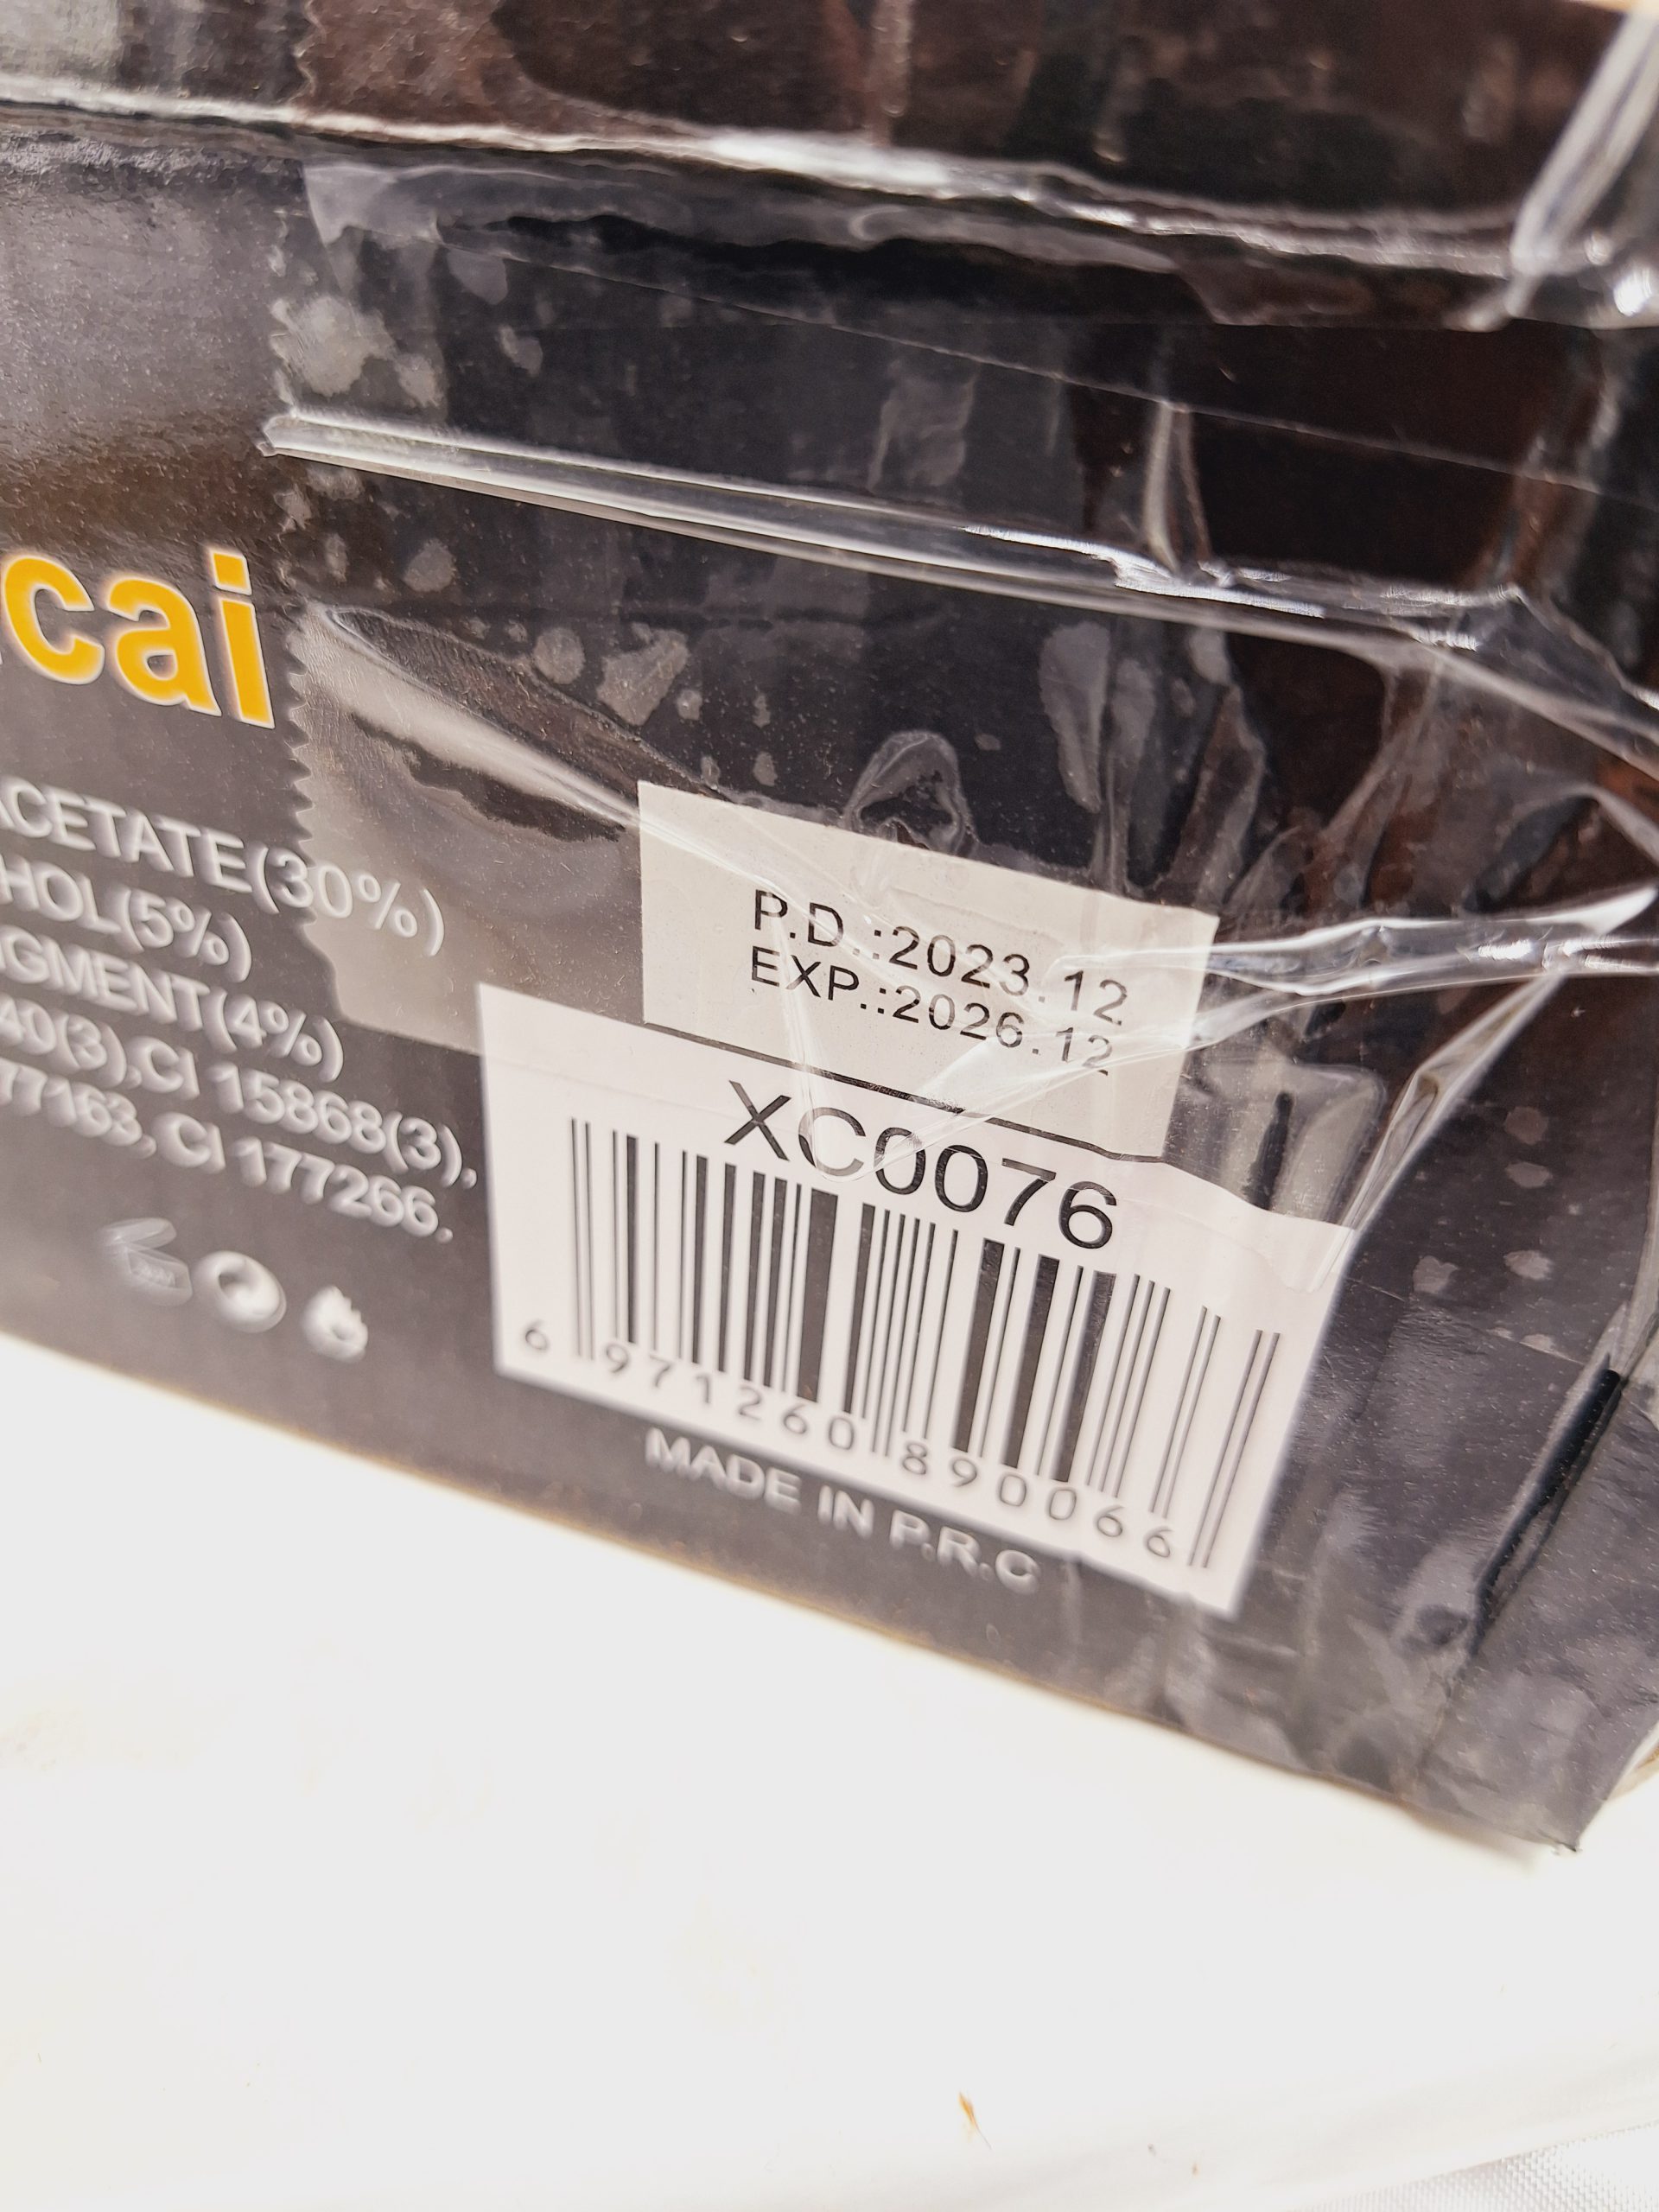 cai
ACETATE(30%)
HOL(5%)
IGMENT(4%)
40(3),CI 15868(3),
77163, CI 177266.
P.D.:2023.12
EXP.:2026.12
XC0076
6 971260 890066
MADE IN P.R.C